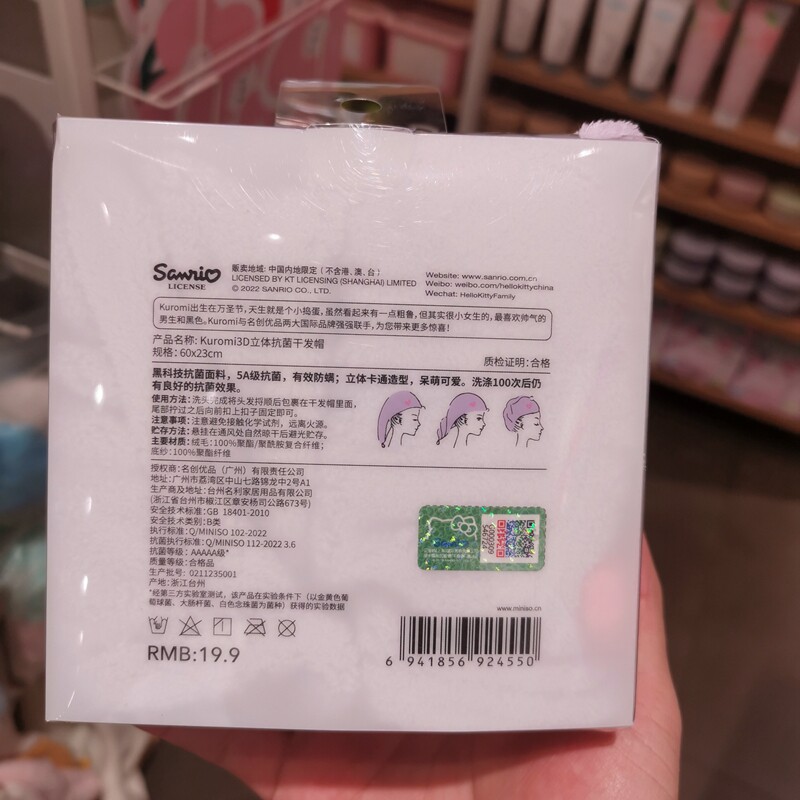 Sanrio
LICENSE
贩卖地域: 中国内地限定 (不含港、澳、台)
LICENSED BY KT LICENSING (SHANGHAI) LIMITED
© 2022 SANRIO CO., LTD.
Website: www.sanrio.com.cn
Weibo: weibo.com/hellokittychina
Wechat: HelloKittyFamily
Kuromi出生在万圣节,天生就是个小捣蛋,虽然看起来有一点粗鲁,但其实很小女生的,最喜欢帅气的
男生和黑色。Kuromi与名创优品两大国际品牌强强联手,为您带来更多惊喜!
产品名称: Kuromi3D立体抗菌干发帽
规格: 60x23cm
质检证明: 合格
黑科技抗菌面料，5A级抗菌，有效防螨；立体卡通造型，呆萌可爱。洗涤100次后仍
有良好的抗菌效果。
使用方法: 洗头完成将头发捋顺后包裹在干发帽里面,
尾部拧过之后向前扣上扣子固定即可。
注意事项: 注意避免接触化学试剂，远离火源。
贮存方法: 悬挂在通风处自然晾干后避光贮存。
主要材质: 绒毛: 100%聚酯/聚酰胺复合纤维；
底纱: 100%聚酯纤维
授权商: 名创优品（广州）有限责任公司
地址: 广州市荔湾区中山七路锦龙中2号A1
生产商及地址: 台州名利家居用品有限公司
(浙江省台州市椒江区章安杨司公路673号)
安全技术标准: GB 18401-2010
安全技术类别: B类
执行标准: Q/MINISO 102-2022
抗菌执行标准: Q/MINISO 112-2022 3.6
抗菌等级: AAAAA级*
质量等级: 合格品
生产批号: 0211235001
产地: 浙江台州
*经第三方实验室测试，该产品在实验条件下（以金黄色葡
萄球菌、大肠杆菌、白色念珠菌为菌种）获得的实验数据
www.miniso.cn
RMB:19.9
6 941856 924550